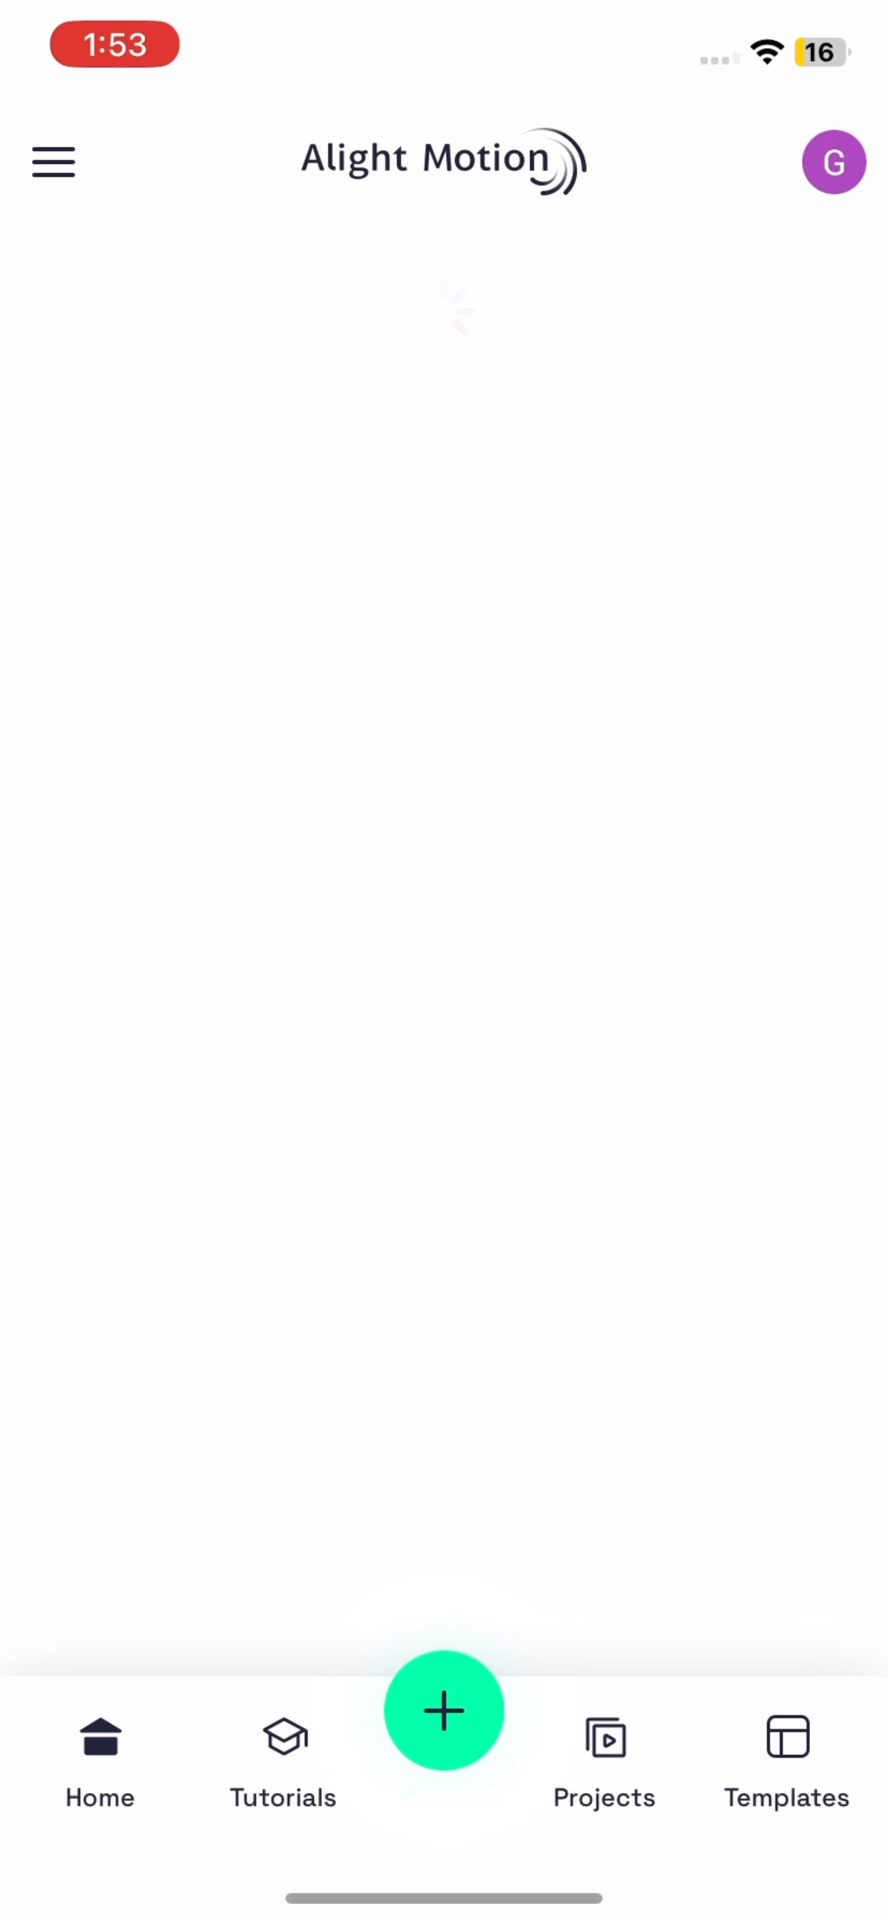 1:53
16
Alight Motion
G
Home
Tutorials
Projects
Templates